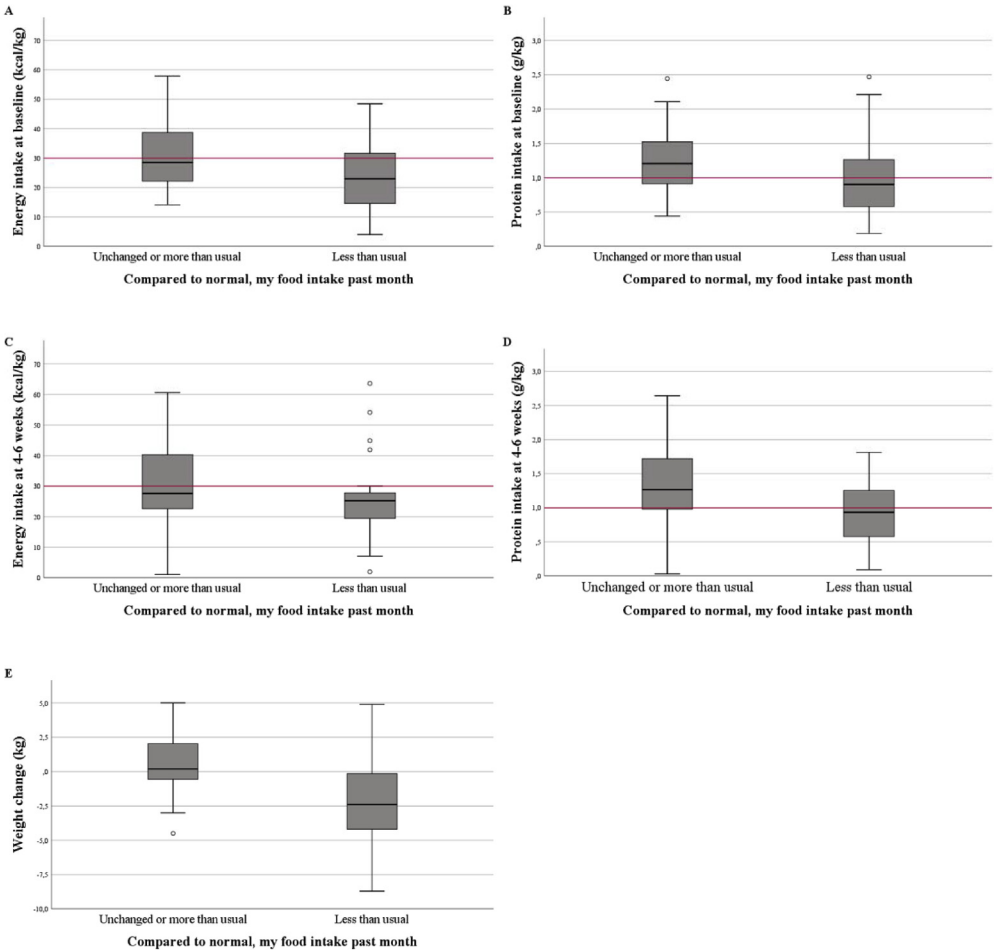 A
Energy intake at baseline (kcal/kg)
70
60
50
40
30
20
10
0
Unchanged or more than usual
Less than usual
Compared to normal, my food intake past month
B
Protein intake at baseline (g/kg)
3,0
2,5
2,0
1,5
1,0
,5
,0
Unchanged or more than usual
Less than usual
Compared to normal, my food intake past month
C
Energy intake at 4-6 weeks (kcal/kg)
70
60
50
40
30
20
10
0
Unchanged or more than usual
Less than usual
Compared to normal, my food intake past month
D
Protein intake at 4-6 weeks (g/kg)
3,0
2,5
2,0
1,5
1,0
,5
,0
Unchanged or more than usual
Less than usual
Compared to normal, my food intake past month
E
Weight change (kg)
5,0
2,5
,0
-2,5
-5,0
-7,5
-10,0
Unchanged or more than usual
Less than usual
Compared to normal, my food intake past month